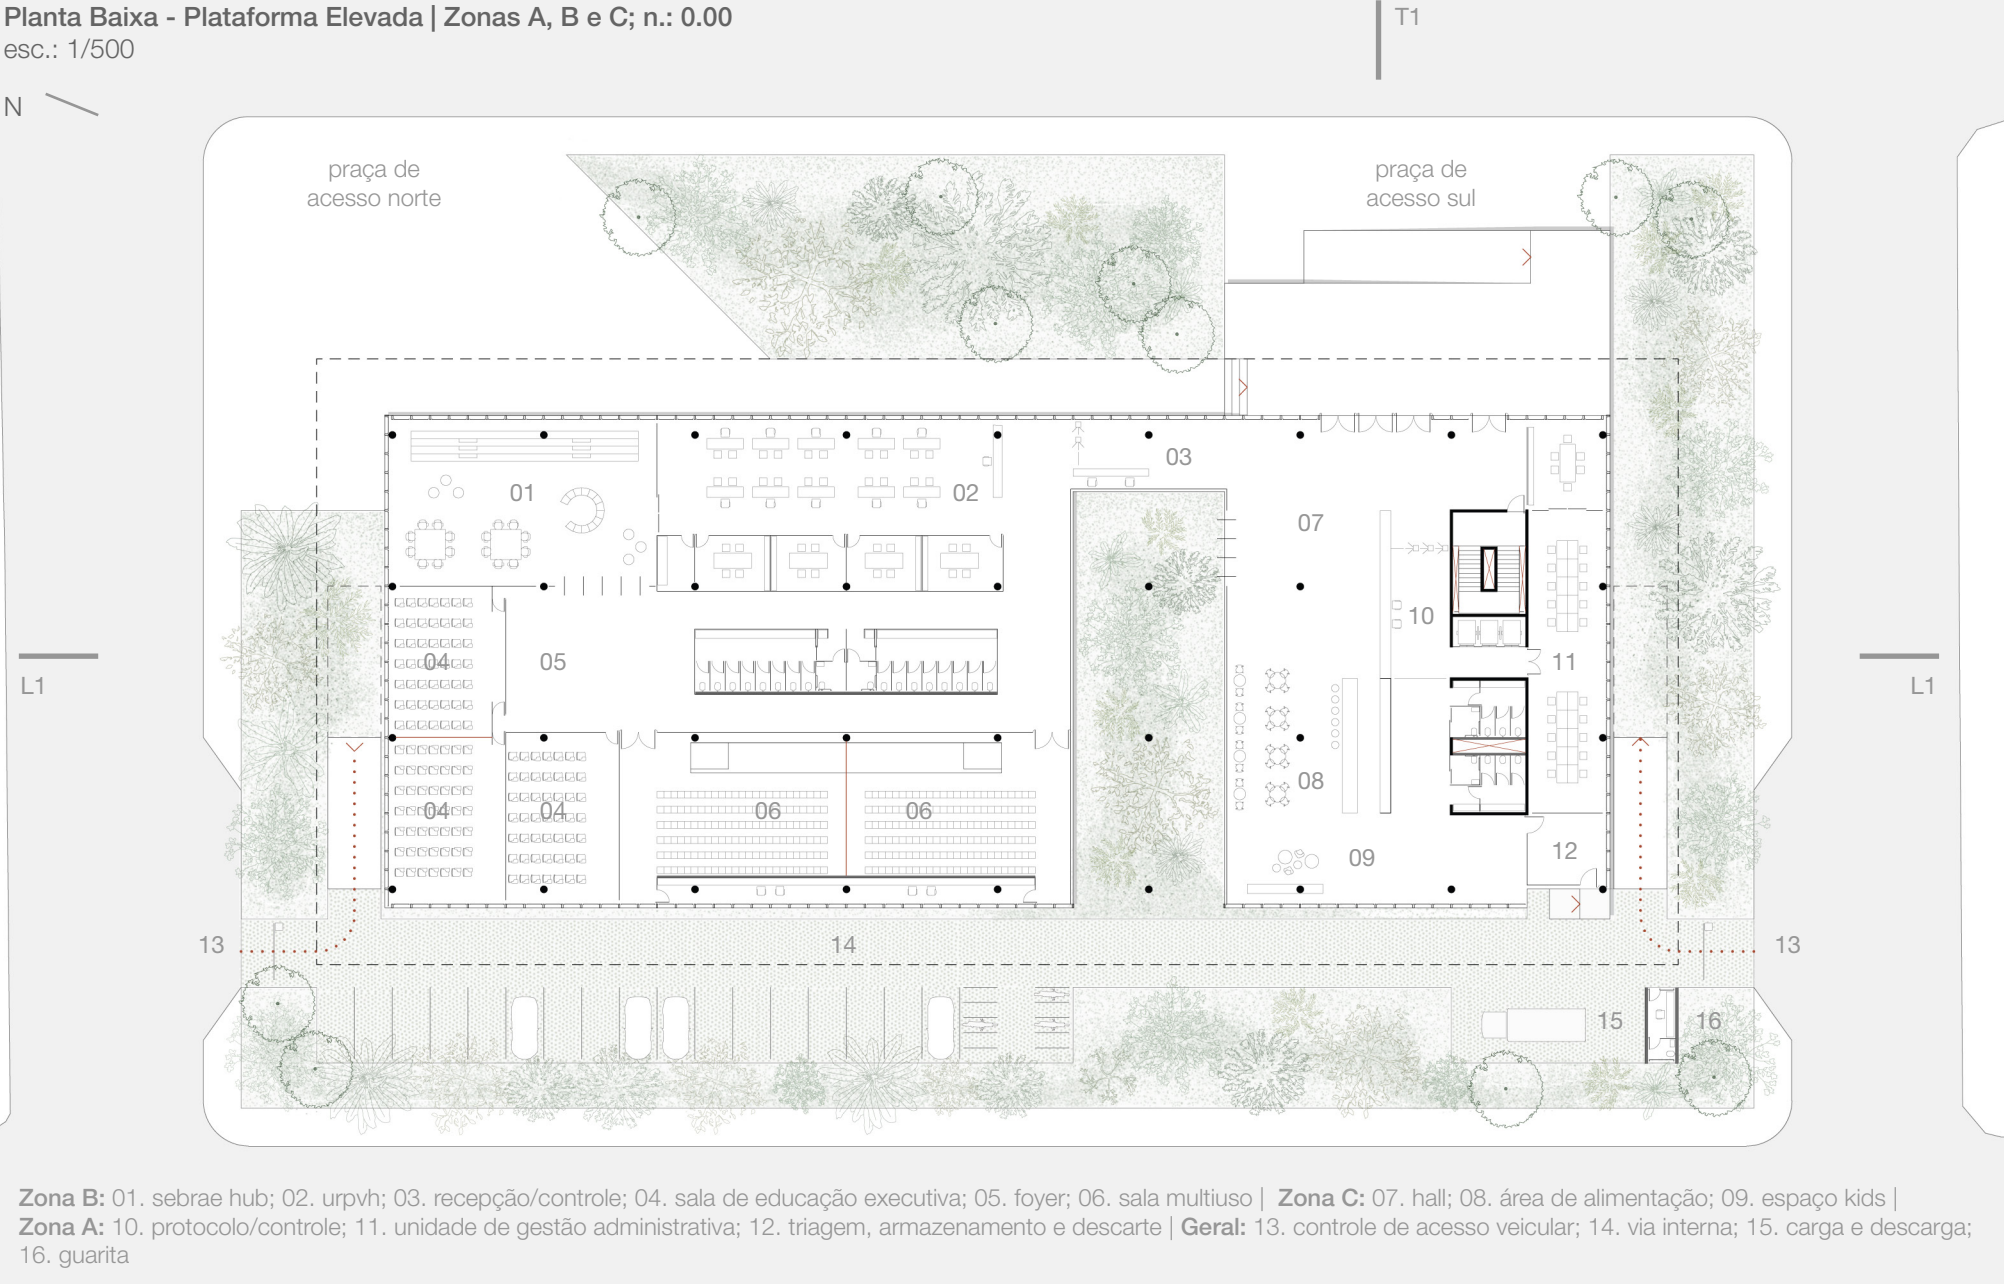 Planta Baixa - Plataforma Elevada | Zonas A, B e C; n.: 0.00
esc.: 1/500
T1
N
praça de
acesso norte
praça de
acesso sul
03
01
02
07
10
04
05
11
L1
L1
08
04
04
06
06
09
12
13
14
13
15
16
Zona B: 01. sebrae hub; 02. urpvh; 03. recepção/controle; 04. sala de educação executiva; 05. foyer; 06. sala multiuso | Zona C: 07. hall; 08. área de alimentação; 09. espaço kids |
Zona A: 10. protocolo/controle; 11. unidade de gestão administrativa; 12. triagem, armazenamento e descarte | Geral: 13. controle de acesso veicular; 14. via interna; 15. carga e descarga;
16. guarita